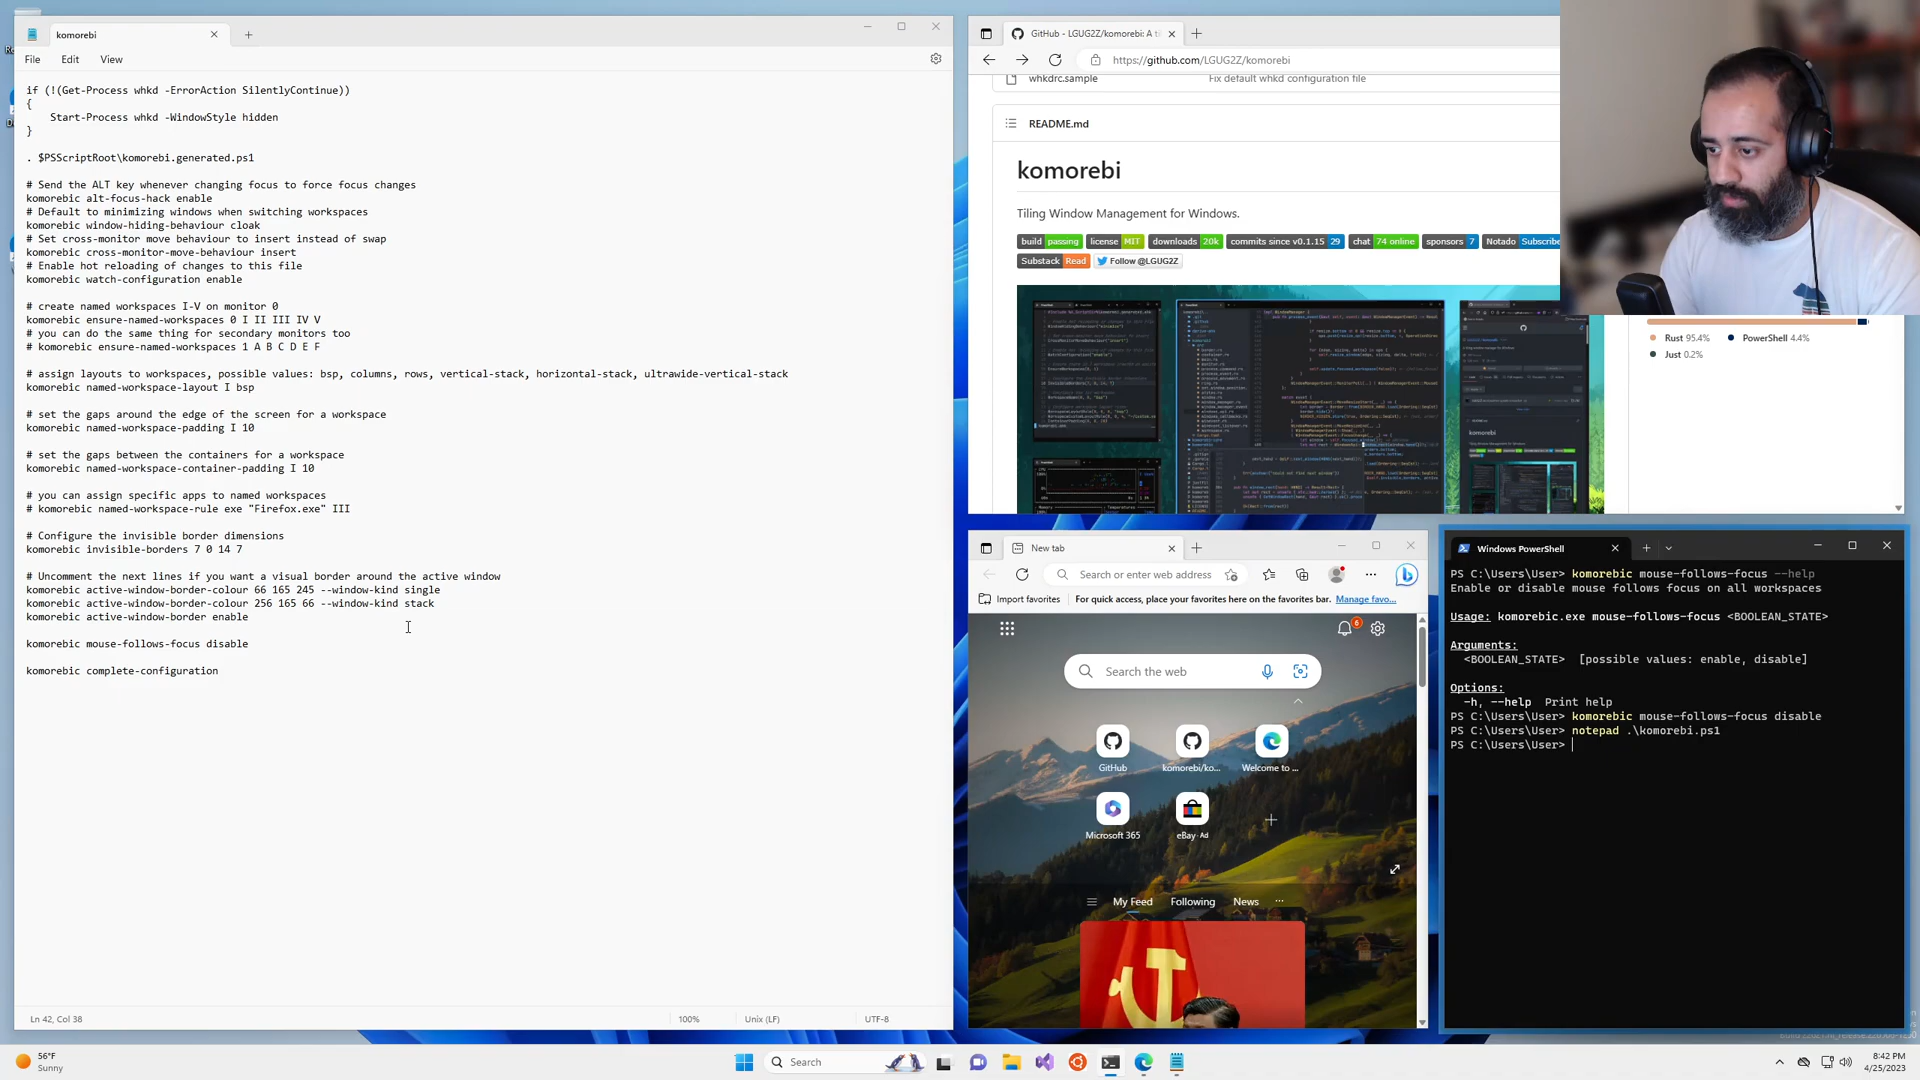 komorebi
File Edit View
if (!(Get-Process whkd -ErrorAction SilentlyContinue))
{
Start-Process whkd -WindowStyle hidden
}
. $PSScriptRoot\komorebi.generated.ps1
# Send the ALT key whenever changing focus to force focus changes
komorebic alt-focus-hack enable
# Default to minimizing windows when switching workspaces
komorebic window-hiding-behaviour cloak
# Set cross-monitor move behaviour to insert instead of swap
komorebic cross-monitor-move-behaviour insert
# Enable hot reloading of changes to this file
komorebic watch-configuration enable
# create named workspaces I-V on monitor 0
komorebic ensure-named-workspaces 0 I II III IV V
# you can do the same thing for secondary monitors too
# komorebic ensure-named-workspaces 1 A B C D E F
# assign layouts to workspaces, possible values: bsp, columns, rows, vertical-stack, horizontal-stack, ultrawide-vertical-stack
komorebic named-workspace-layout I bsp
# set the gaps around the edge of the screen for a workspace
komorebic named-workspace-padding I 10
# set the gaps between the containers for a workspace
komorebic named-workspace-container-padding I 10
# you can assign specific apps to named workspaces
# komorebic named-workspace-rule exe "Firefox.exe" III
# Configure the invisible border dimensions
komorebic invisible-borders 7 0 14 7
# Uncomment the next lines if you want a visual border around the active window
komorebic active-window-border-colour 66 165 245 --window-kind single
komorebic active-window-border-colour 256 165 66 --window-kind stack
komorebic active-window-border enable
komorebic mouse-follows-focus disable
komorebic complete-configuration
Ln 42, Col 38 100% Unix (LF) UTF-8
GitHub - LGUG2Z/komorebi: A ti
https://github.com/LGUG2Z/komorebi
whkdrc.sample Fix default whkd configuration file
README.md
komorebi
Tiling Window Management for Windows.
build passing license MIT downloads 20k commits since v0.1.15 29 chat 74 online sponsors 7 Notado Subscribe
Substack Read Follow @LGUG2Z
Rust 95.4% PowerShell 4.4%
Just 0.2%
New tab
Search or enter web address
Import favorites For quick access, place your favorites here on the favorites bar. Manage favo...
6
Search the web
GitHub komorebi/ko... Welcome to ...
Microsoft 365 eBay · Ad
My Feed Following News ...
Windows PowerShell
PS C:\Users\User> komorebic mouse-follows-focus --help
Enable or disable mouse follows focus on all workspaces
Usage: komorebic.exe mouse-follows-focus <BOOLEAN_STATE>
Arguments:
<BOOLEAN_STATE> [possible values: enable, disable]
Options:
-h, --help Print help
PS C:\Users\User> komorebic mouse-follows-focus disable
PS C:\Users\User> notepad .\komorebi.ps1
PS C:\Users\User>
56°F
Sunny
Search
8:42 PM
4/25/2023